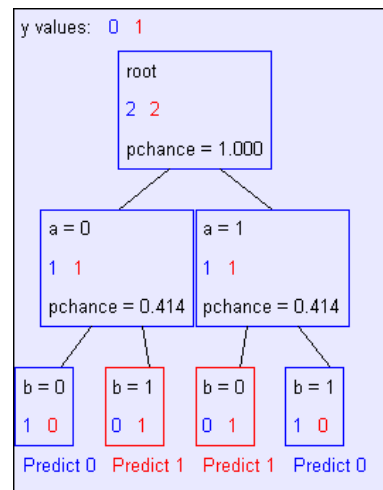 y values: 0 1
root
2 2
pchance = 1.000
a = 0
1 1
pchance = 0.414
a = 1
1 1
pchance = 0.414
b = 0
1 0
Predict 0
b = 1
0 1
Predict 1
b = 0
0 1
Predict 1
b = 1
1 0
Predict 0